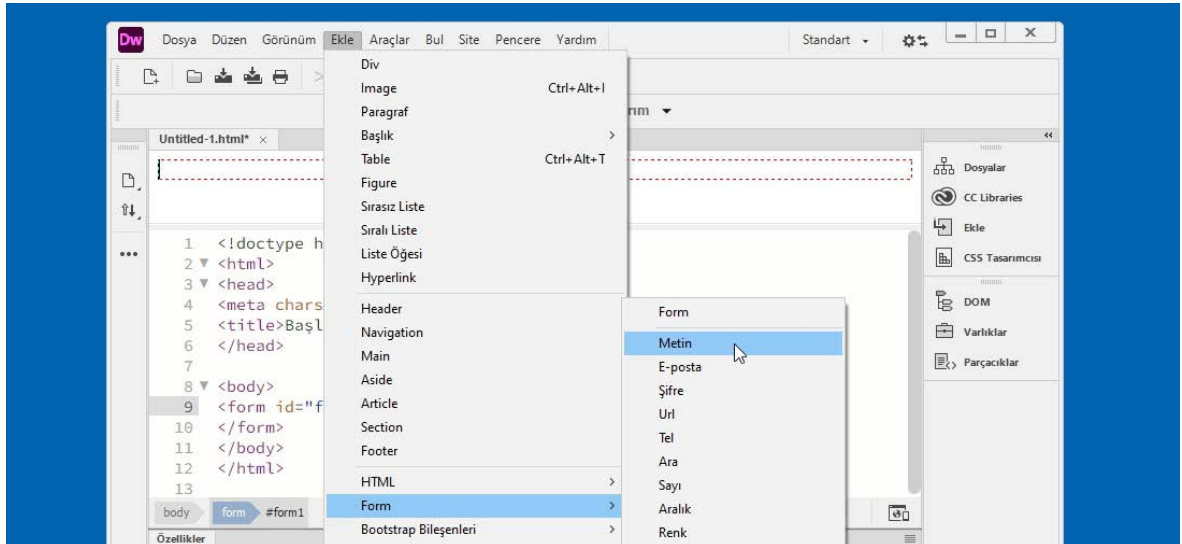 Dw Dosya Düzen Görünüm Ekle Araçlar Bul Site Pencere Yardım Standart
Div
Image Ctrl+Alt+I
Paragraf
Başlık
Table Ctrl+Alt+T
Figure
Sırasız Liste
Sıralı Liste
Liste Öğesi
Hyperlink
Header
Navigation
Main
Aside
Article
Section
Footer
HTML
Form
Bootstrap Bileşenleri
Form
Metin
E-posta
Şifre
Url
Tel
Ara
Sayı
Aralık
Renk
Untitled-1.html*
1 <!doctype h
2 <html>
3 <head>
4 <meta chars
5 <title>Başl
6 </head>
7
8 <body>
9 <form id="f
10 </form>
11 </body>
12 </html>
13
body form #form1
Özellikler
Dosyalar
CC Libraries
Ekle
CSS Tasarımcısı
DOM
Varlıklar
Parçacıklar